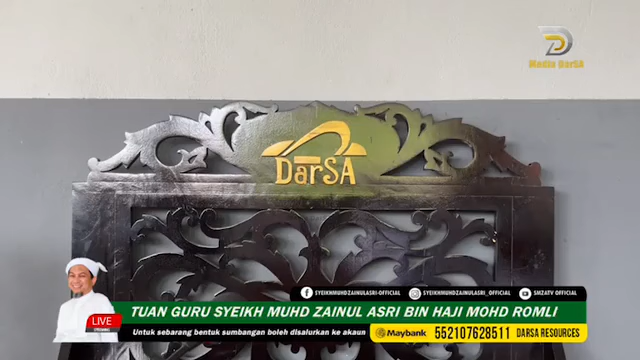 Media DarSA
DarSA
SYEIKHMUHDZAINULASRI-OFFICIAL
SYEIKHMUHDZAINULASRI_OFFICIAL
SMZATV OFFICIAL
TUAN GURU SYEIKH MUHD ZAINUL ASRI BIN HAJI MOHD ROMLI
LIVE
Untuk sebarang bentuk sumbangan boleh disalurkan ke akaun
Maybank
552107628511
DARSA RESOURCES